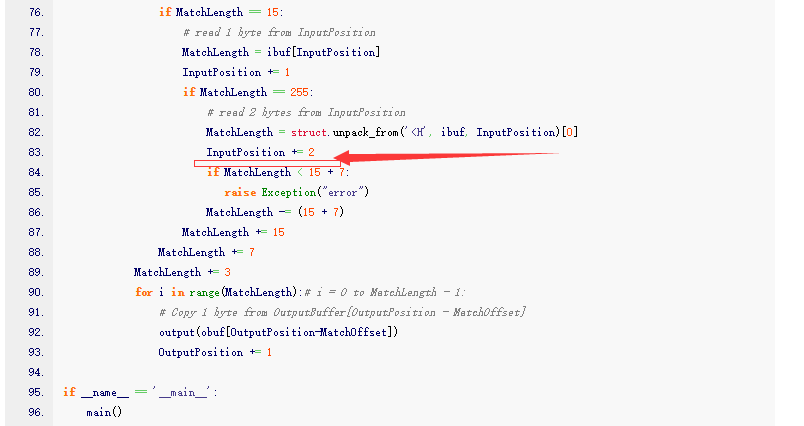 76. if MatchLength == 15:
77. # read 1 byte from InputPosition
78. MatchLength = ibuf[InputPosition]
79. InputPosition += 1
80. if MatchLength == 255:
81. # read 2 bytes from InputPosition
82. MatchLength = struct.unpack_from('<H', ibuf, InputPosition)[0]
83. InputPosition += 2
84. if MatchLength < 15 + 7:
85. raise Exception("error")
86. MatchLength -= (15 + 7)
87. MatchLength += 15
88. MatchLength += 7
89. MatchLength += 3
90. for i in range(MatchLength):# i = 0 to MatchLength - 1:
91. # Copy 1 byte from OutputBuffer[OutputPosition - MatchOffset]
92. output(obuf[OutputPosition-MatchOffset])
93. OutputPosition += 1
94.
95. if __name__ == '__main__':
96. main()